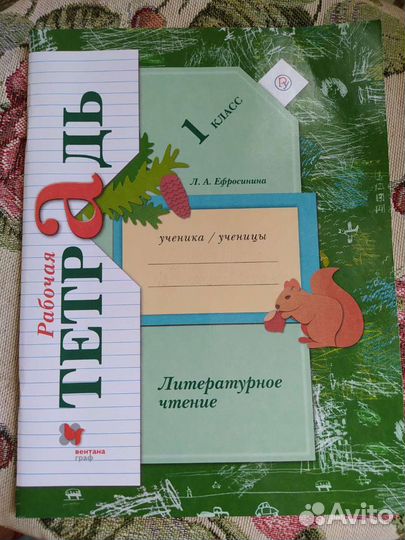 Рабочая
ТЕТРаДЬ
1 КЛАСС
Л. А. Ефросинина
ученика / ученицы
Литературное
чтение
вентана
граф
Avito